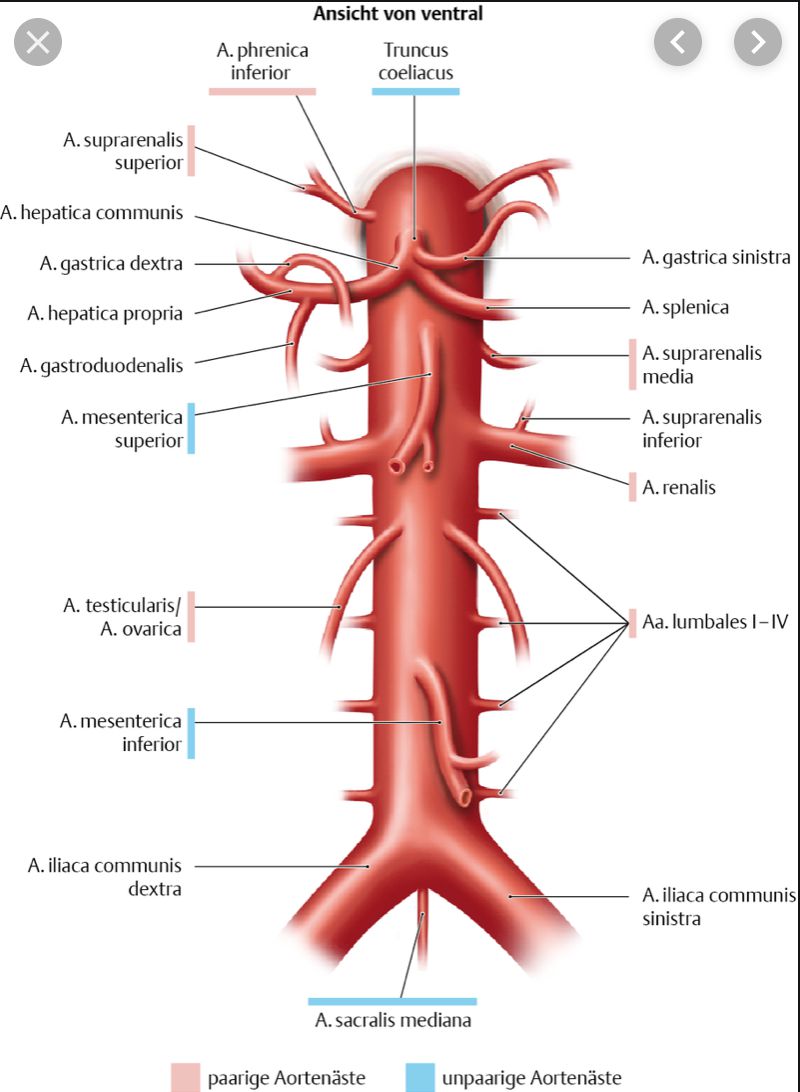 Ansicht von ventral
A. phrenica
inferior
Truncus
coeliacus
A. suprarenalis
superior
A. hepatica communis
A. gastrica dextra
A. hepatica propria
A. gastroduodenalis
A. mesenterica
superior
A. testicularis/
A. ovarica
A. mesenterica
inferior
A. iliaca communis
dextra
A. gastrica sinistra
A. splenica
A. suprarenalis
media
A. suprarenalis
inferior
A. renalis
Aa. lumbales I–IV
A. iliaca communis
sinistra
A. sacralis mediana
paarige Aortenäste
unpaarige Aortenäste